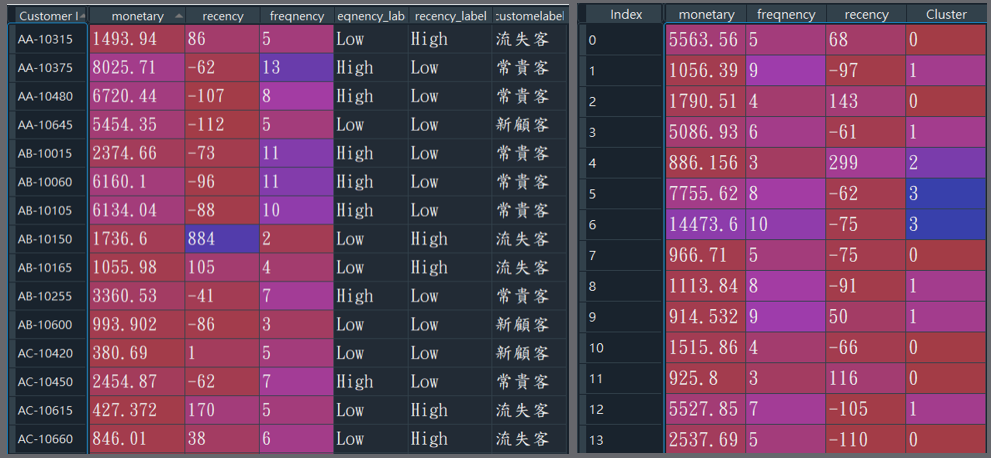 Customer I monetary recency freqnency eqnency_lab recency_label customelabel
AA-10315 1493.94 86 5 Low High 流失客
AA-10375 8025.71 -62 13 High Low 常貴客
AA-10480 6720.44 -107 8 High Low 常貴客
AA-10645 5454.35 -112 5 Low Low 新顧客
AB-10015 2374.66 -73 11 High Low 常貴客
AB-10060 6160.1 -96 11 High Low 常貴客
AB-10105 6134.04 -88 10 High Low 常貴客
AB-10150 1736.6 884 2 Low High 流失客
AB-10165 1055.98 105 4 Low High 流失客
AB-10255 3360.53 -41 7 High Low 常貴客
AB-10600 993.902 -86 3 Low Low 新顧客
AC-10420 380.69 1 5 Low Low 新顧客
AC-10450 2454.87 -62 7 High Low 常貴客
AC-10615 427.372 170 5 Low High 流失客
AC-10660 846.01 38 6 Low High 流失客
Index monetary freqnency recency Cluster
0 5563.56 5 68 0
1 1056.39 9 -97 1
2 1790.51 4 143 0
3 5086.93 6 -61 1
4 886.156 3 299 2
5 7755.62 8 -62 3
6 14473.6 10 -75 3
7 966.71 5 -75 0
8 1113.84 8 -91 1
9 914.532 9 50 1
10 1515.86 4 -66 0
11 925.8 3 116 0
12 5527.85 7 -105 1
13 2537.69 5 -110 0